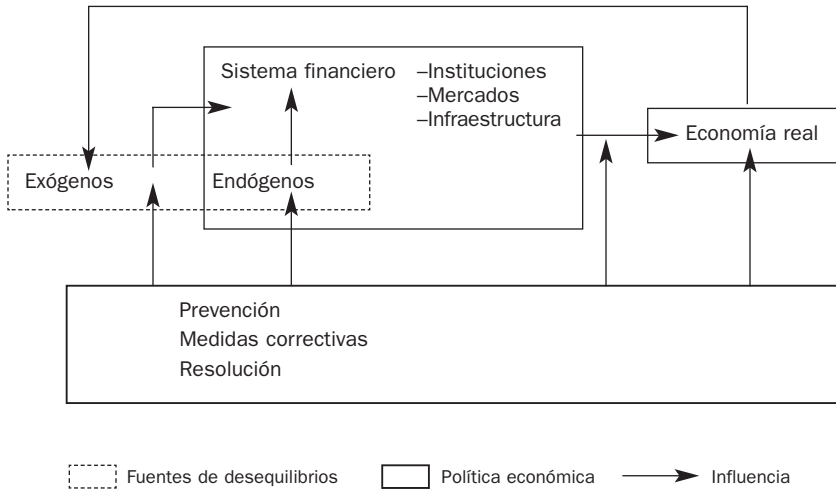 Sistema financiero
–Instituciones
–Mercados
–Infraestructura
Economía real
Exógenos
Endógenos
Prevención
Medidas correctivas
Resolución
Fuentes de desequilibrios
Política económica
Influencia